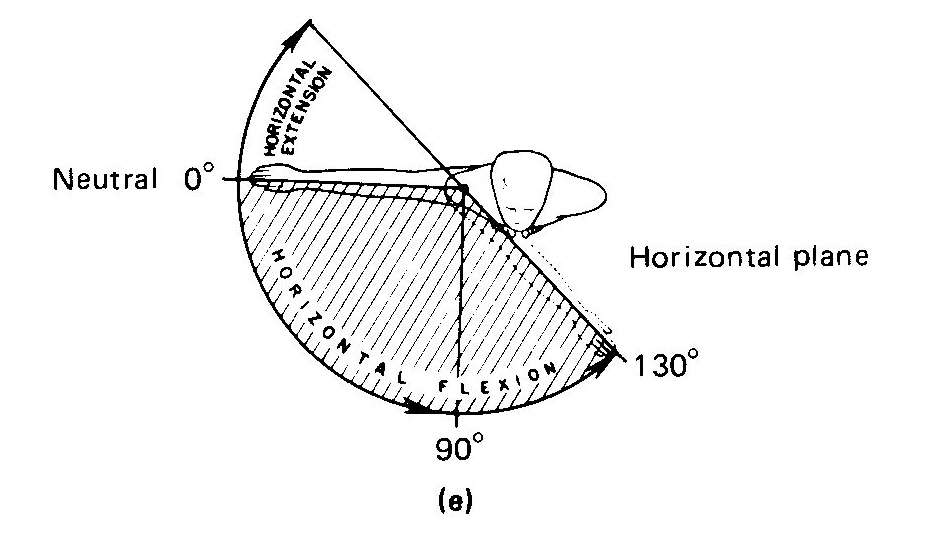 HORIZONTAL
EXTENSION
Neutral 0°
Horizontal plane
HORIZONTAL FLEXION
130°
90°
(e)